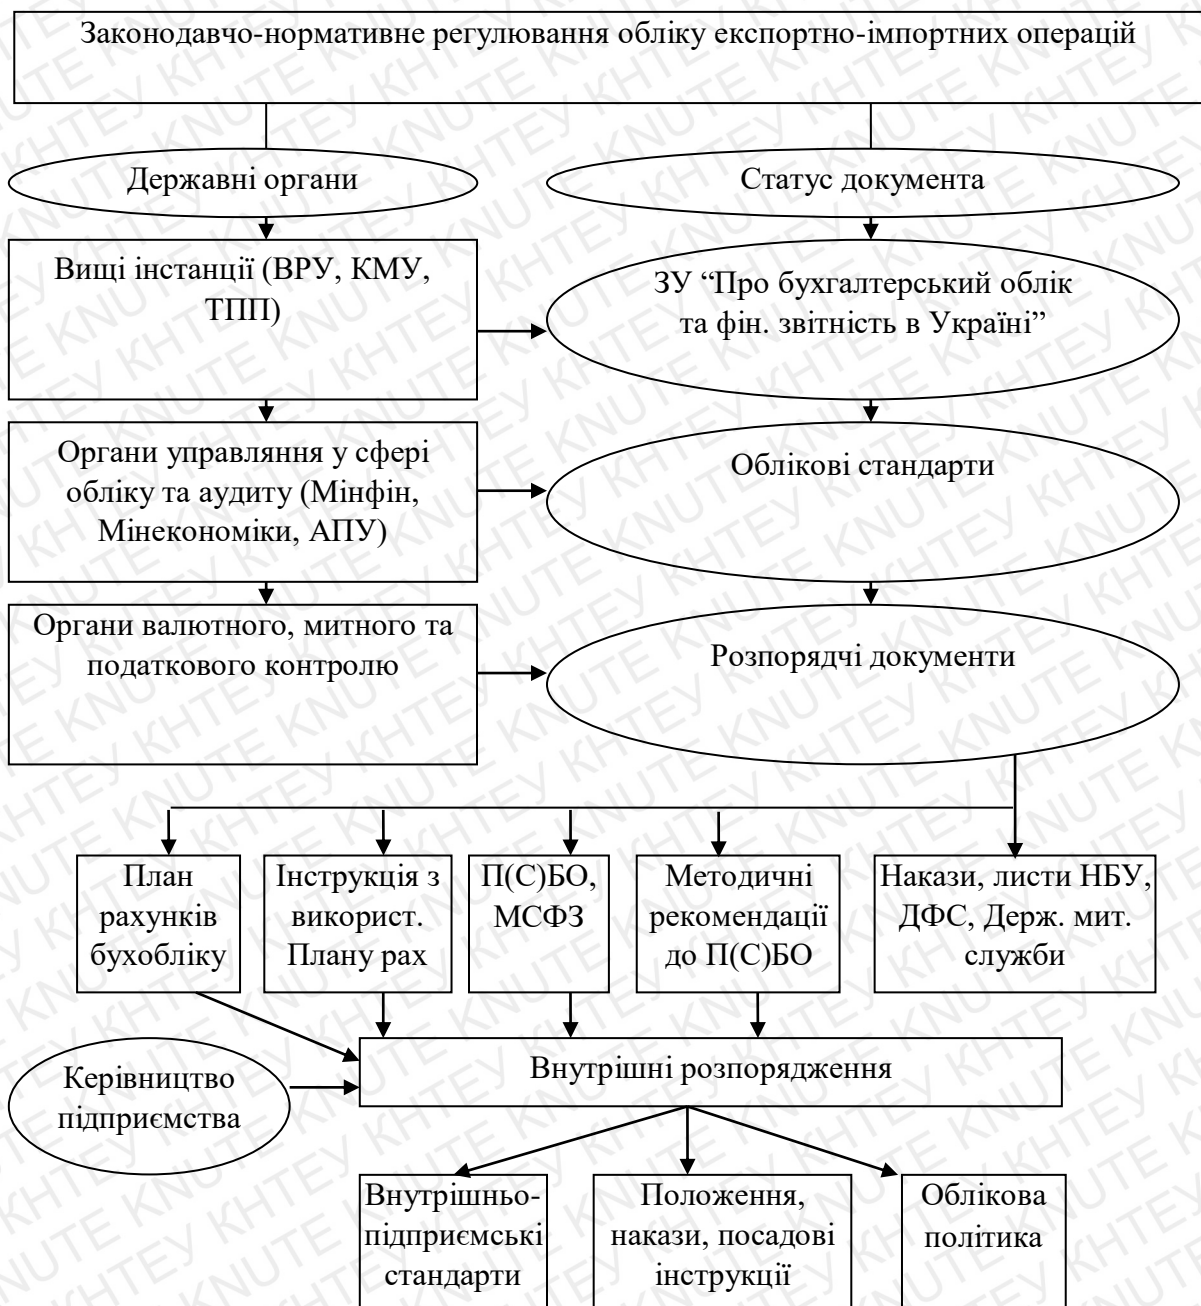 Законодавчо-нормативне регулювання обліку експортно-імпортних операцій
Державні органи
Статус документа
Вищі інстанції (ВРУ, КМУ,
ТПП)
ЗУ “Про бухгалтерський облік
та фін. звітність в Україні”
Органи управляння у сфері
обліку та аудиту (Мінфін,
Мінекономіки, АПУ)
Облікові стандарти
Органи валютного, митного та
податкового контролю
Розпорядчі документи
План
рахунків
бухобліку
Інструкція з
використ.
Плану рах
П(С)БО,
МСФЗ
Методичні
рекомендації
до П(С)БО
Накази, листи НБУ,
ДФС, Держ. мит.
служби
Керівництво
підприємства
Внутрішні розпорядження
Внутрішньо-
підприємські
стандарти
Положення,
накази, посадові
інструкції
Облікова
політика